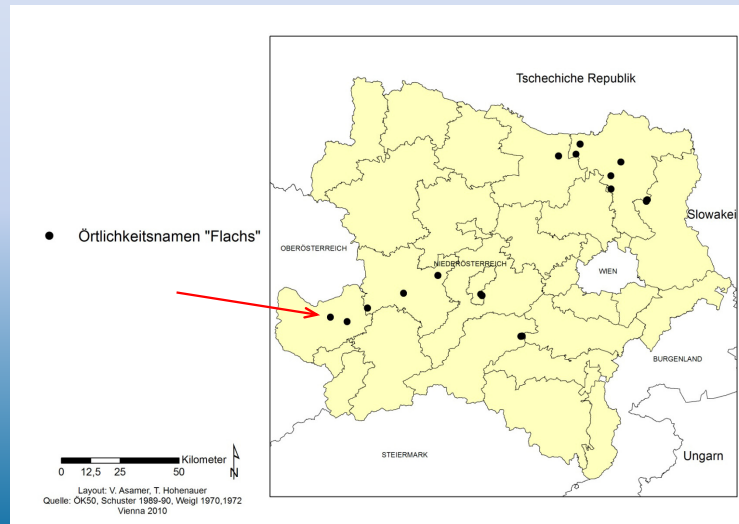 Tschechiche Republik
Slowakei
Örtlichkeitsnamen "Flachs"
OBERÖSTERREICH
NIEDERÖSTERREICH
WIEN
BURGENLAND
STEIERMARK
Ungarn
Kilometer
0 12,5 25 50
N
Layout: V. Asamer, T. Hohenauer
Quelle: ÖK50, Schuster 1989-90, Weigl 1970,1972
Vienna 2010